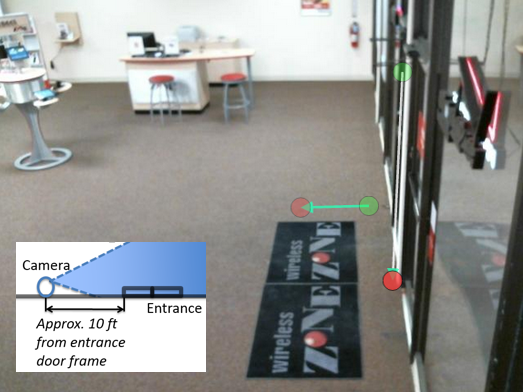 wireless
ZONE
wireless
ZONE
Camera
Entrance
Approx. 10 ft
from entrance
door frame